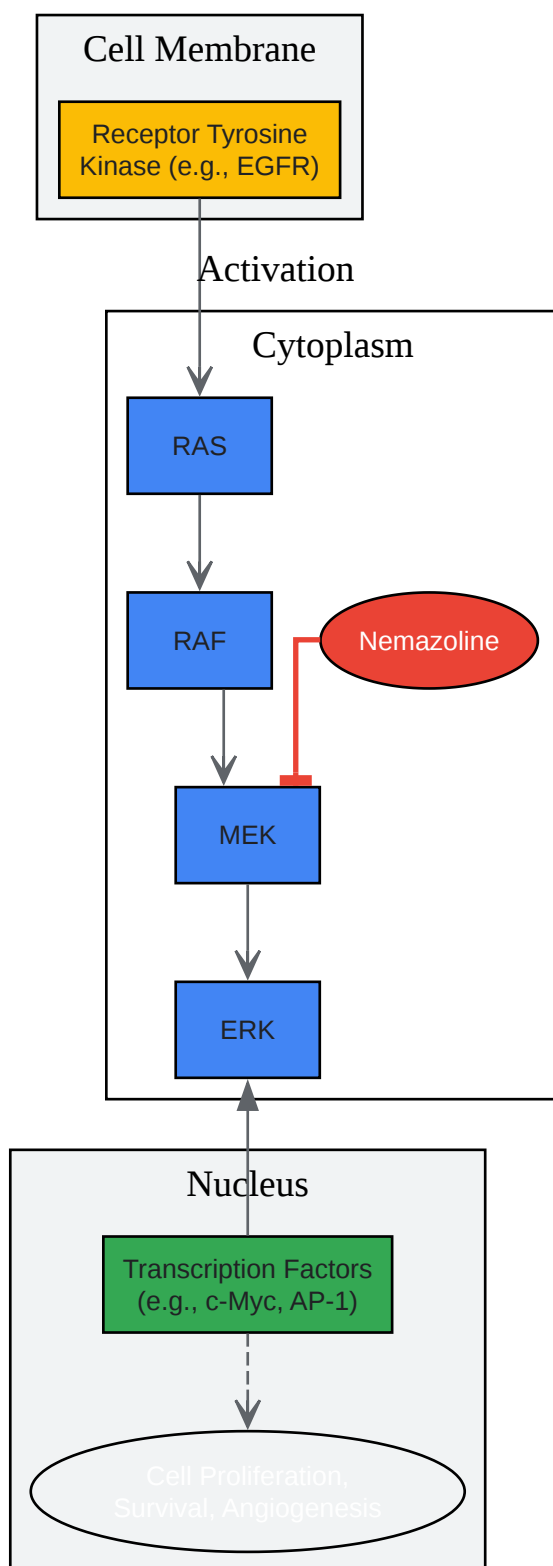 Cell Membrane
Receptor Tyrosine
Kinase (e.g., EGFR)
Activation
Cytoplasm
RAS
RAF
Nemazoline
MEK
ERK
Nucleus
Transcription Factors
(e.g., c-Myc, AP-1)
Cell Proliferation,
Survival, Angiogenesis